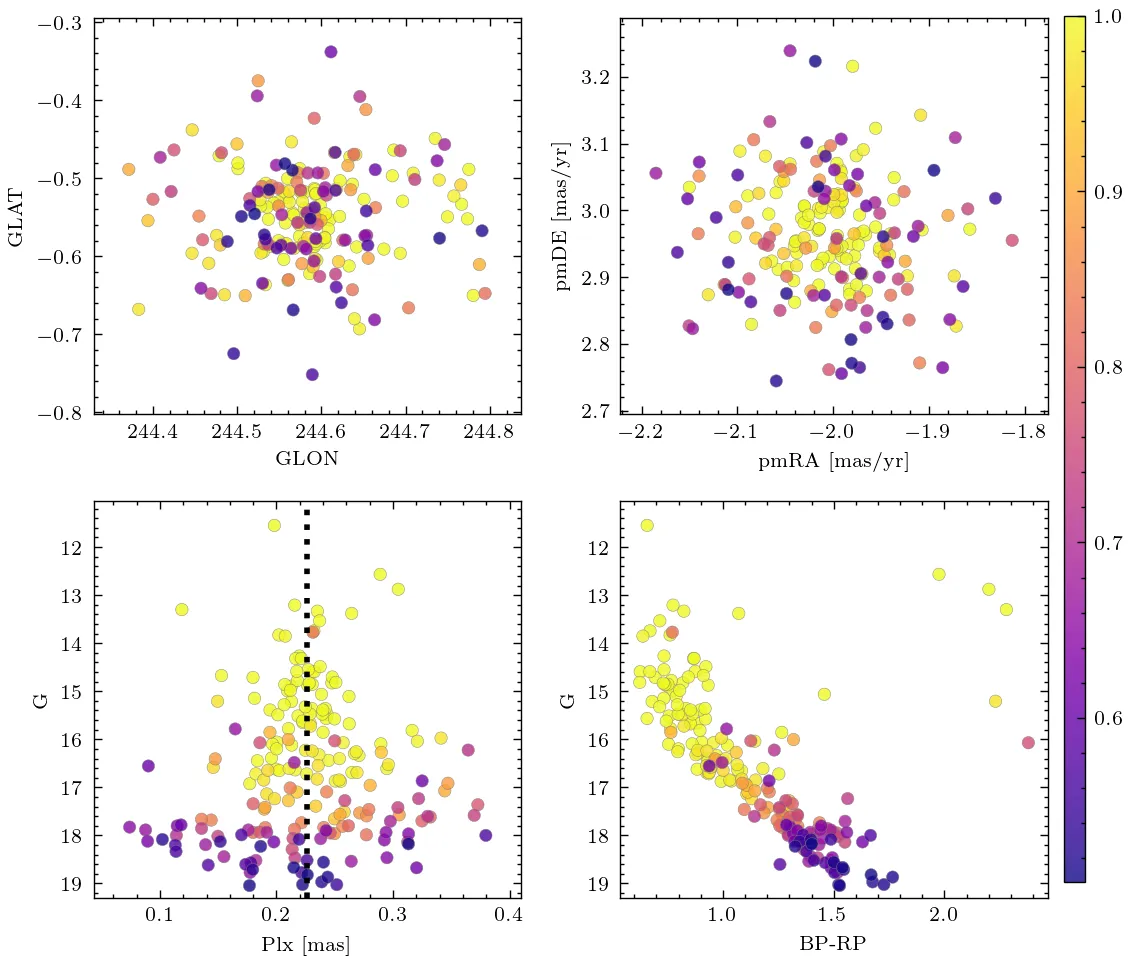 −0.3
−0.4
−0.5
−0.6
−0.7
−0.8
GLAT
244.4 244.5 244.6 244.7 244.8
GLON
3.2
3.1
3.0
2.9
2.8
2.7
pmDE [mas/yr]
−2.2 −2.1 −2.0 −1.9 −1.8
pmRA [mas/yr]
1.0
0.9
0.8
0.7
0.6
12
13
14
15
16
17
18
19
G
0.1 0.2 0.3 0.4
Plx [mas]
12
13
14
15
16
17
18
19
G
1.0 1.5 2.0
BP-RP